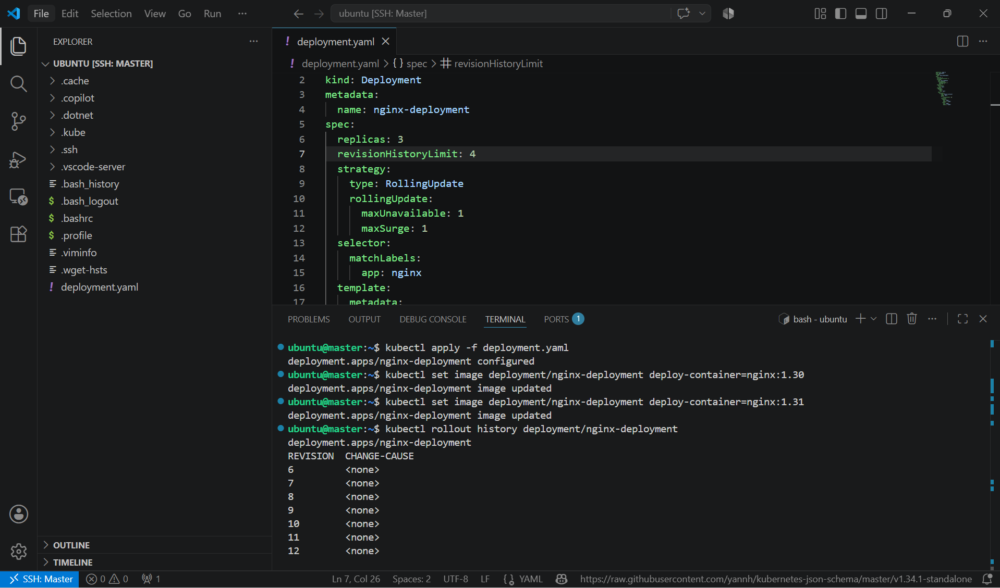 File Edit Selection View Go Run ···
ubuntu [SSH: Master]
EXPLORER
UBUNTU [SSH: MASTER]
.cache
.copilot
.dotnet
.kube
.ssh
.vscode-server
.bash_history
$ .bash_logout
$ .bashrc
$ .profile
.viminfo
.wget-hsts
! deployment.yaml
OUTLINE
TIMELINE
! deployment.yaml
! deployment.yaml > {} spec > # revisionHistoryLimit
2 kind: Deployment
3 metadata:
4 name: nginx-deployment
5 spec:
6 replicas: 3
7 revisionHistoryLimit: 4
8 strategy:
9 type: RollingUpdate
10 rollingUpdate:
11 maxUnavailable: 1
12 maxSurge: 1
13 selector:
14 matchLabels:
15 app: nginx
16 template:
17 metadata:
PROBLEMS OUTPUT DEBUG CONSOLE TERMINAL PORTS 1
bash - ubuntu
ubuntu@master:~$ kubectl apply -f deployment.yaml
deployment.apps/nginx-deployment configured
ubuntu@master:~$ kubectl set image deployment/nginx-deployment deploy-container=nginx:1.30
deployment.apps/nginx-deployment image updated
ubuntu@master:~$ kubectl set image deployment/nginx-deployment deploy-container=nginx:1.31
deployment.apps/nginx-deployment image updated
ubuntu@master:~$ kubectl rollout history deployment/nginx-deployment
deployment.apps/nginx-deployment
REVISION CHANGE-CAUSE
6 <none>
7 <none>
8 <none>
9 <none>
10 <none>
11 <none>
12 <none>
SSH: Master 0 0 1 Ln 7, Col 26 Spaces: 2 UTF-8 LF {} YAML https://raw.githubusercontent.com/yannh/kubernetes-json-schema/master/v1.34.1-standalone